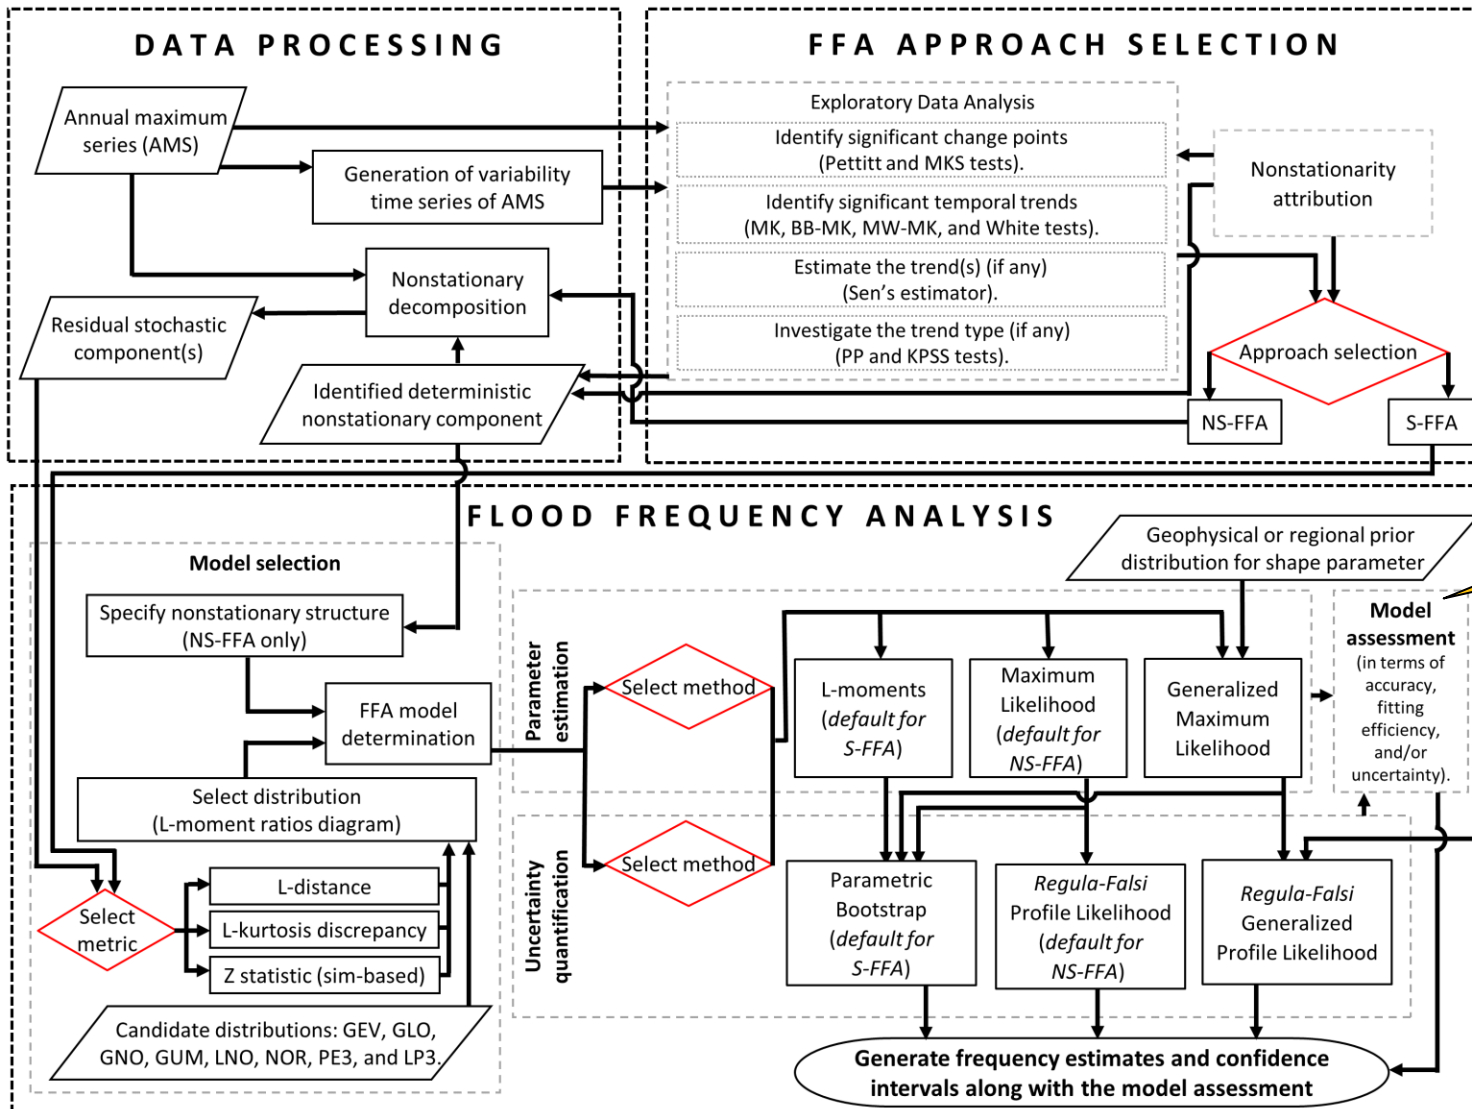 DATA PROCESSING
Annual maximum
series (AMS)
Generation of variability
time series of AMS
Nonstationary
decomposition
Residual stochastic
component(s)
Identified deterministic
nonstationary component
FFA APPROACH SELECTION
Exploratory Data Analysis
Identify significant change points
(Pettitt and MKS tests).
Identify significant temporal trends
(MK, BB-MK, MW-MK, and White tests).
Estimate the trend(s) (if any)
(Sen's estimator).
Investigate the trend type (if any)
(PP and KPSS tests).
Nonstationarity
attribution
Approach selection
NS-FFA
S-FFA
FLOOD FREQUENCY ANALYSIS
Model selection
Specify nonstationary structure
(NS-FFA only)
FFA model
determination
Select distribution
(L-moment ratios diagram)
Select
metric
L-distance
L-kurtosis discrepancy
Z statistic (sim-based)
Candidate distributions: GEV, GLO,
GNO, GUM, LNO, NOR, PE3, and LP3.
Parameter
estimation
Select method
Geophysical or regional prior
distribution for shape parameter
L-moments
(default for
S-FFA)
Maximum
Likelihood
(default for
NS-FFA)
Generalized
Maximum
Likelihood
Model
assessment
(in terms of
accuracy,
fitting
efficiency,
and/or
uncertainty).
Uncertainty
quantification
Select method
Parametric
Bootstrap
(default for
S-FFA)
Regula-Falsi
Profile Likelihood
(default for
NS-FFA)
Regula-Falsi
Generalized
Profile Likelihood
Generate frequency estimates and confidence
intervals along with the model assessment